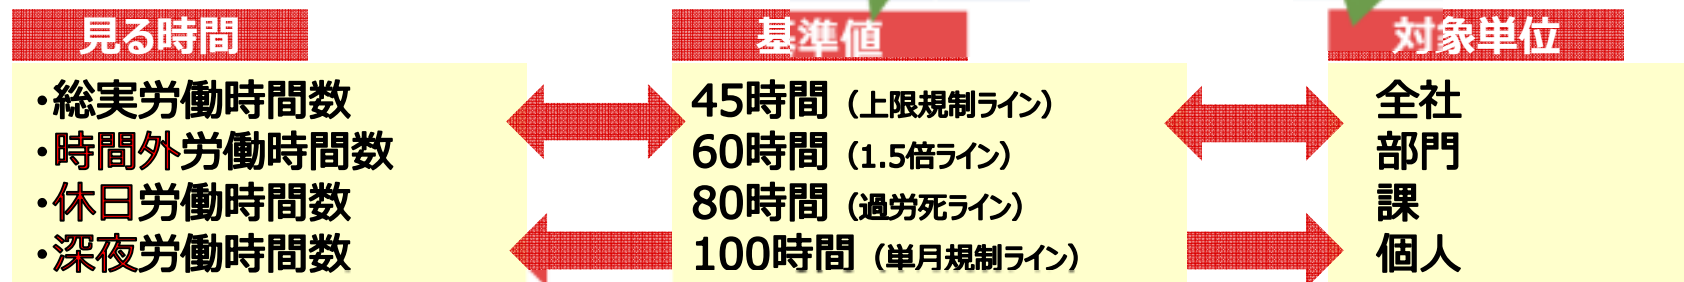 見る時間
・総実労働時間数
・時間外労働時間数
・休日労働時間数
・深夜労働時間数
基準値
45時間（上限規制ライン）
60時間（1.5倍ライン）
80時間（過労死ライン）
100時間（単月規制ライン）
対象単位
全社
部門
課
個人